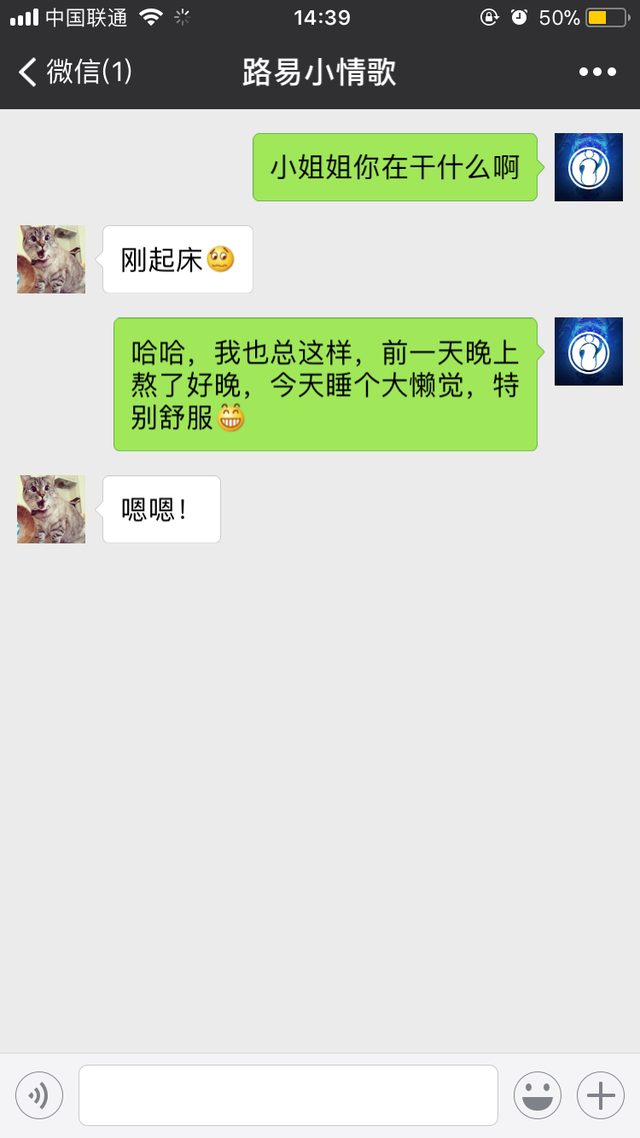 中国联通 14:39 50%
微信(1) 路易小情歌
小姐姐你在干什么啊
刚起床
哈哈，我也总这样，前一天晚上
熬了好晚，今天睡个大懒觉，特
别舒服
嗯嗯！